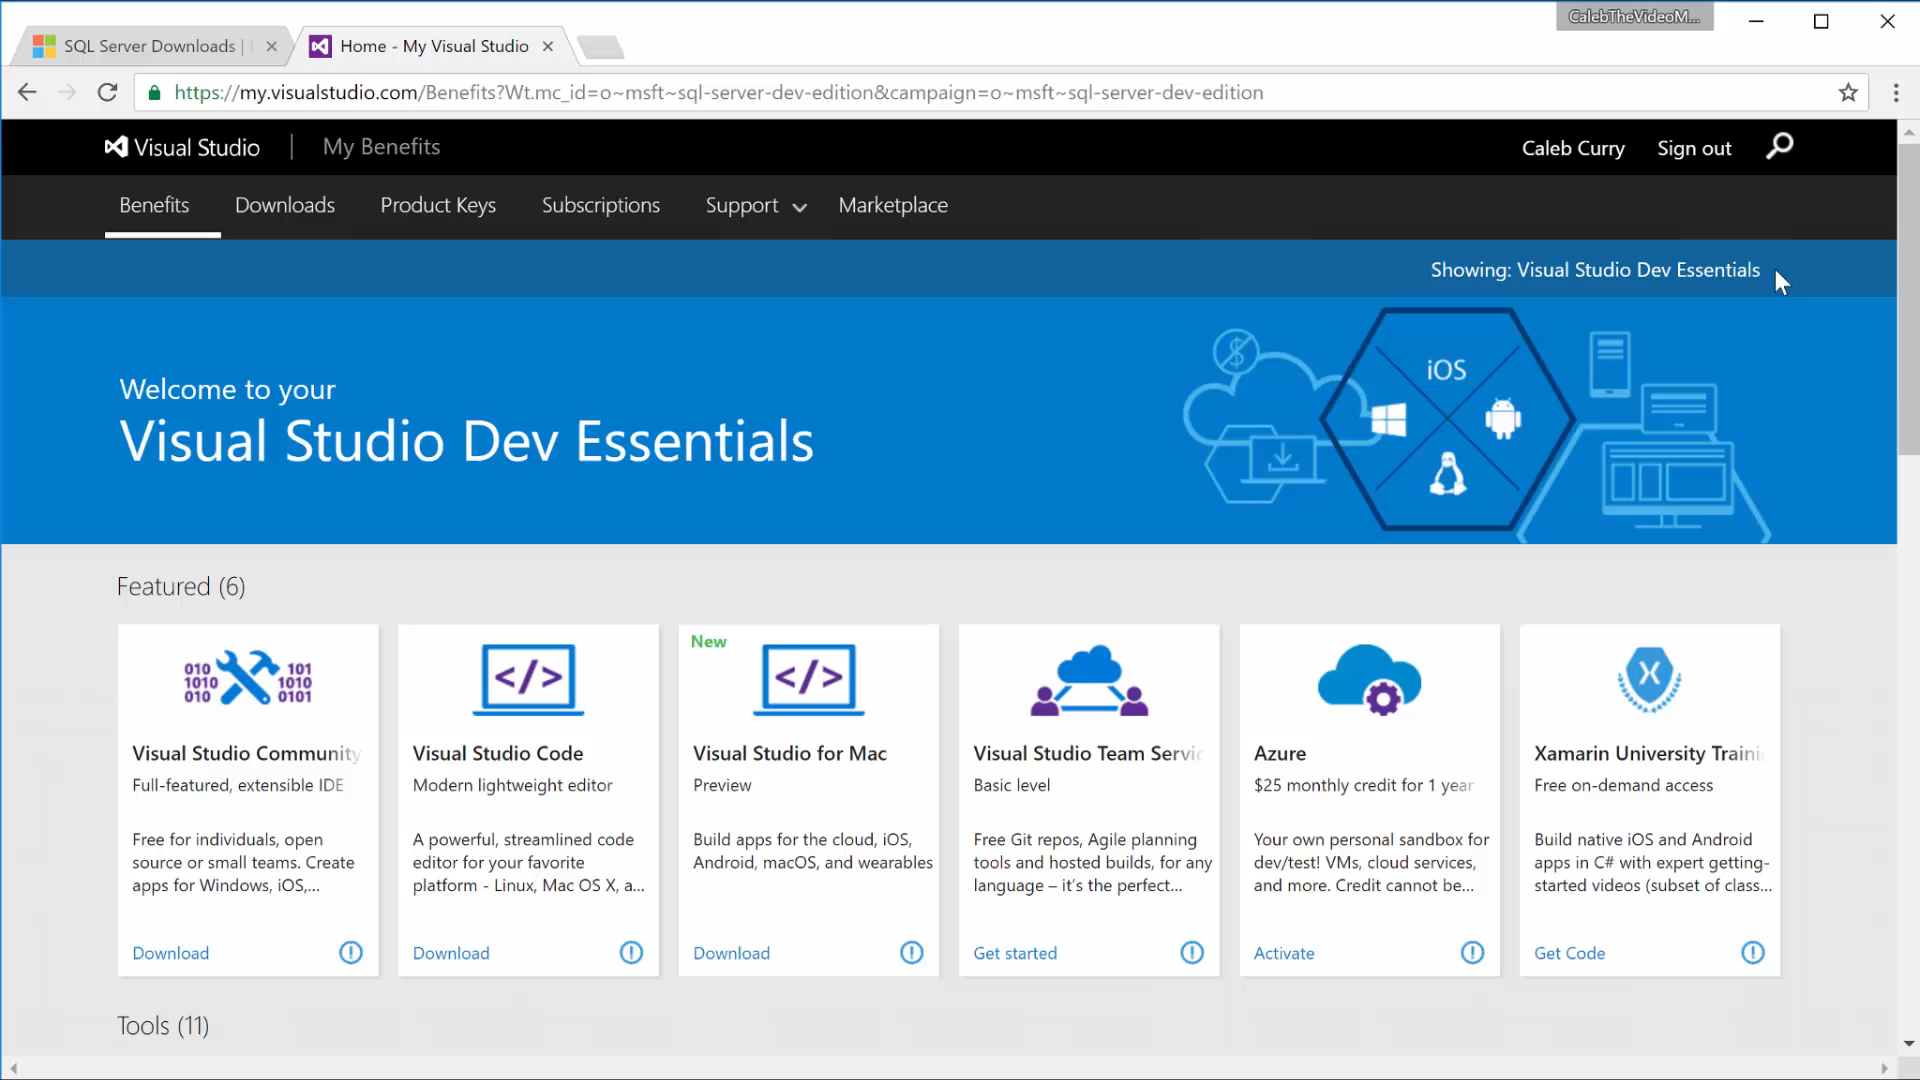 CalebTheVideoM...
SQL Server Downloads |
Home - My Visual Studio
https://my.visualstudio.com/Benefits?Wt.mc_id=o~msft~sql-server-dev-edition&campaign=o~msft~sql-server-dev-edition
Visual Studio | My Benefits
Caleb Curry Sign out
Benefits Downloads Product Keys Subscriptions Support Marketplace
Showing: Visual Studio Dev Essentials
Welcome to your
Visual Studio Dev Essentials
iOS
Featured (6)
010 101
1010 1010
010 0101
Visual Studio Community
Full-featured, extensible IDE
Free for individuals, open
source or small teams. Create
apps for Windows, iOS,...
Download
</>
Visual Studio Code
Modern lightweight editor
A powerful, streamlined code
editor for your favorite
platform - Linux, Mac OS X, a...
Download
New
</>
Visual Studio for Mac
Preview
Build apps for the cloud, iOS,
Android, macOS, and wearables
Download
Visual Studio Team Servic
Basic level
Free Git repos, Agile planning
tools and hosted builds, for any
language – it's the perfect...
Get started
Azure
$25 monthly credit for 1 year
Your own personal sandbox for
dev/test! VMs, cloud services,
and more. Credit cannot be...
Activate
X
Xamarin University Traini
Free on-demand access
Build native iOS and Android
apps in C# with expert getting-
started videos (subset of class...
Get Code
Tools (11)